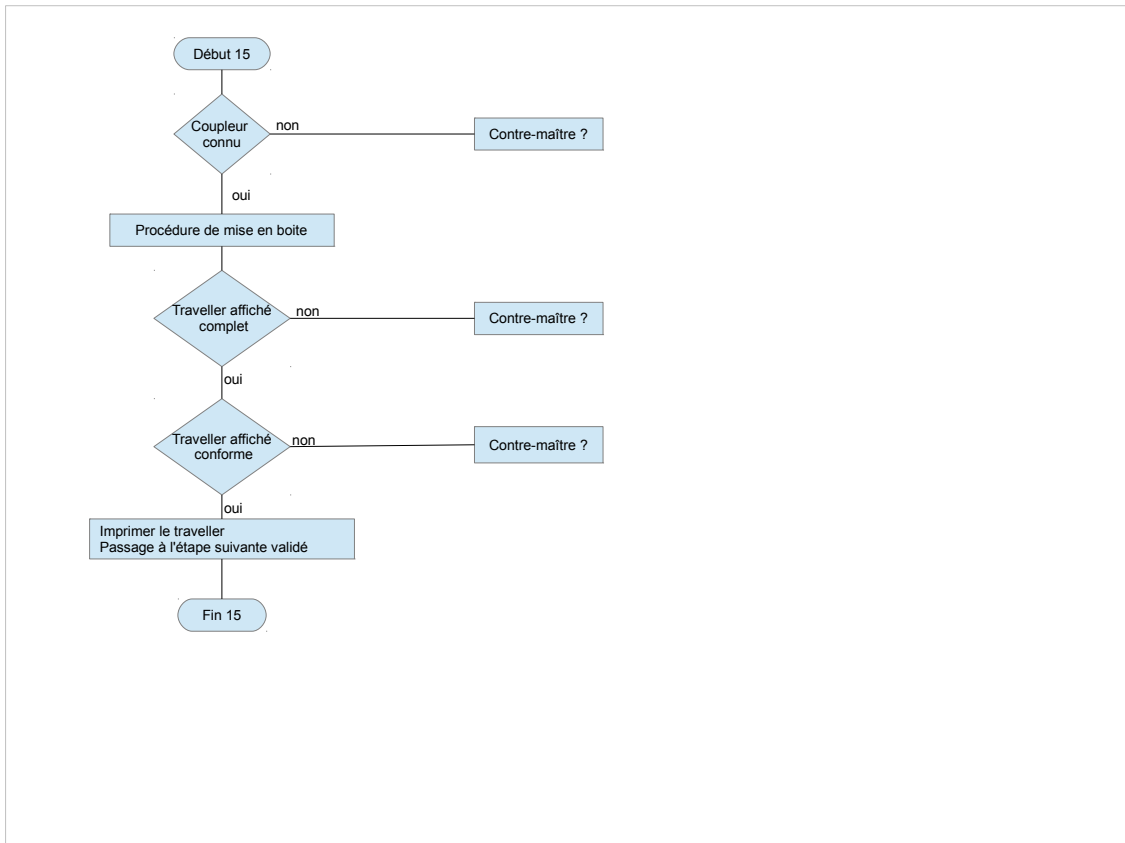 Début 15
Coupleur
connu
non
Contre-maître ?
oui
Procédure de mise en boite
Traveller affiché
complet
non
Contre-maître ?
oui
Traveller affiché
conforme
non
Contre-maître ?
oui
Imprimer le traveller
Passage à l'étape suivante validé
Fin 15